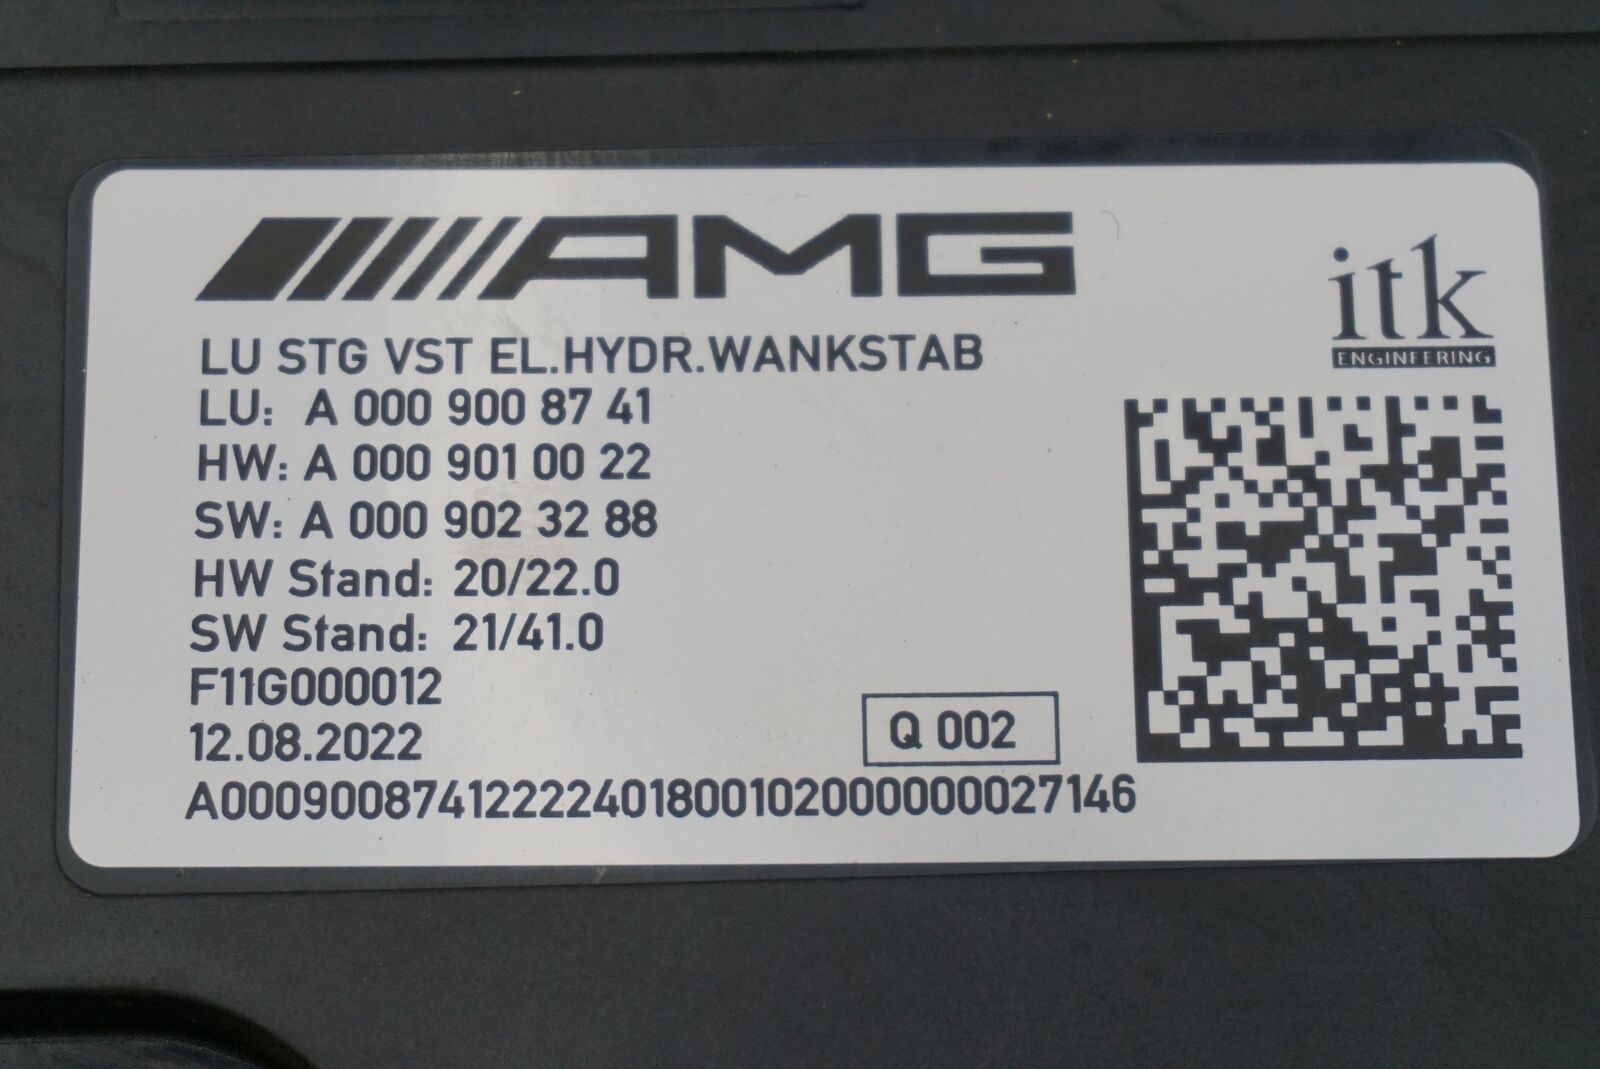 AMG
itk
ENGINEERING
LU STG VST EL.HYDR.WANKSTAB
LU: A 000 900 87 41
HW: A 000 901 00 22
SW: A 000 902 32 88
HW Stand: 20/22.0
SW Stand: 21/41.0
F11G000012
12.08.2022
Q 002
A0009008741222240180010200000002​7146